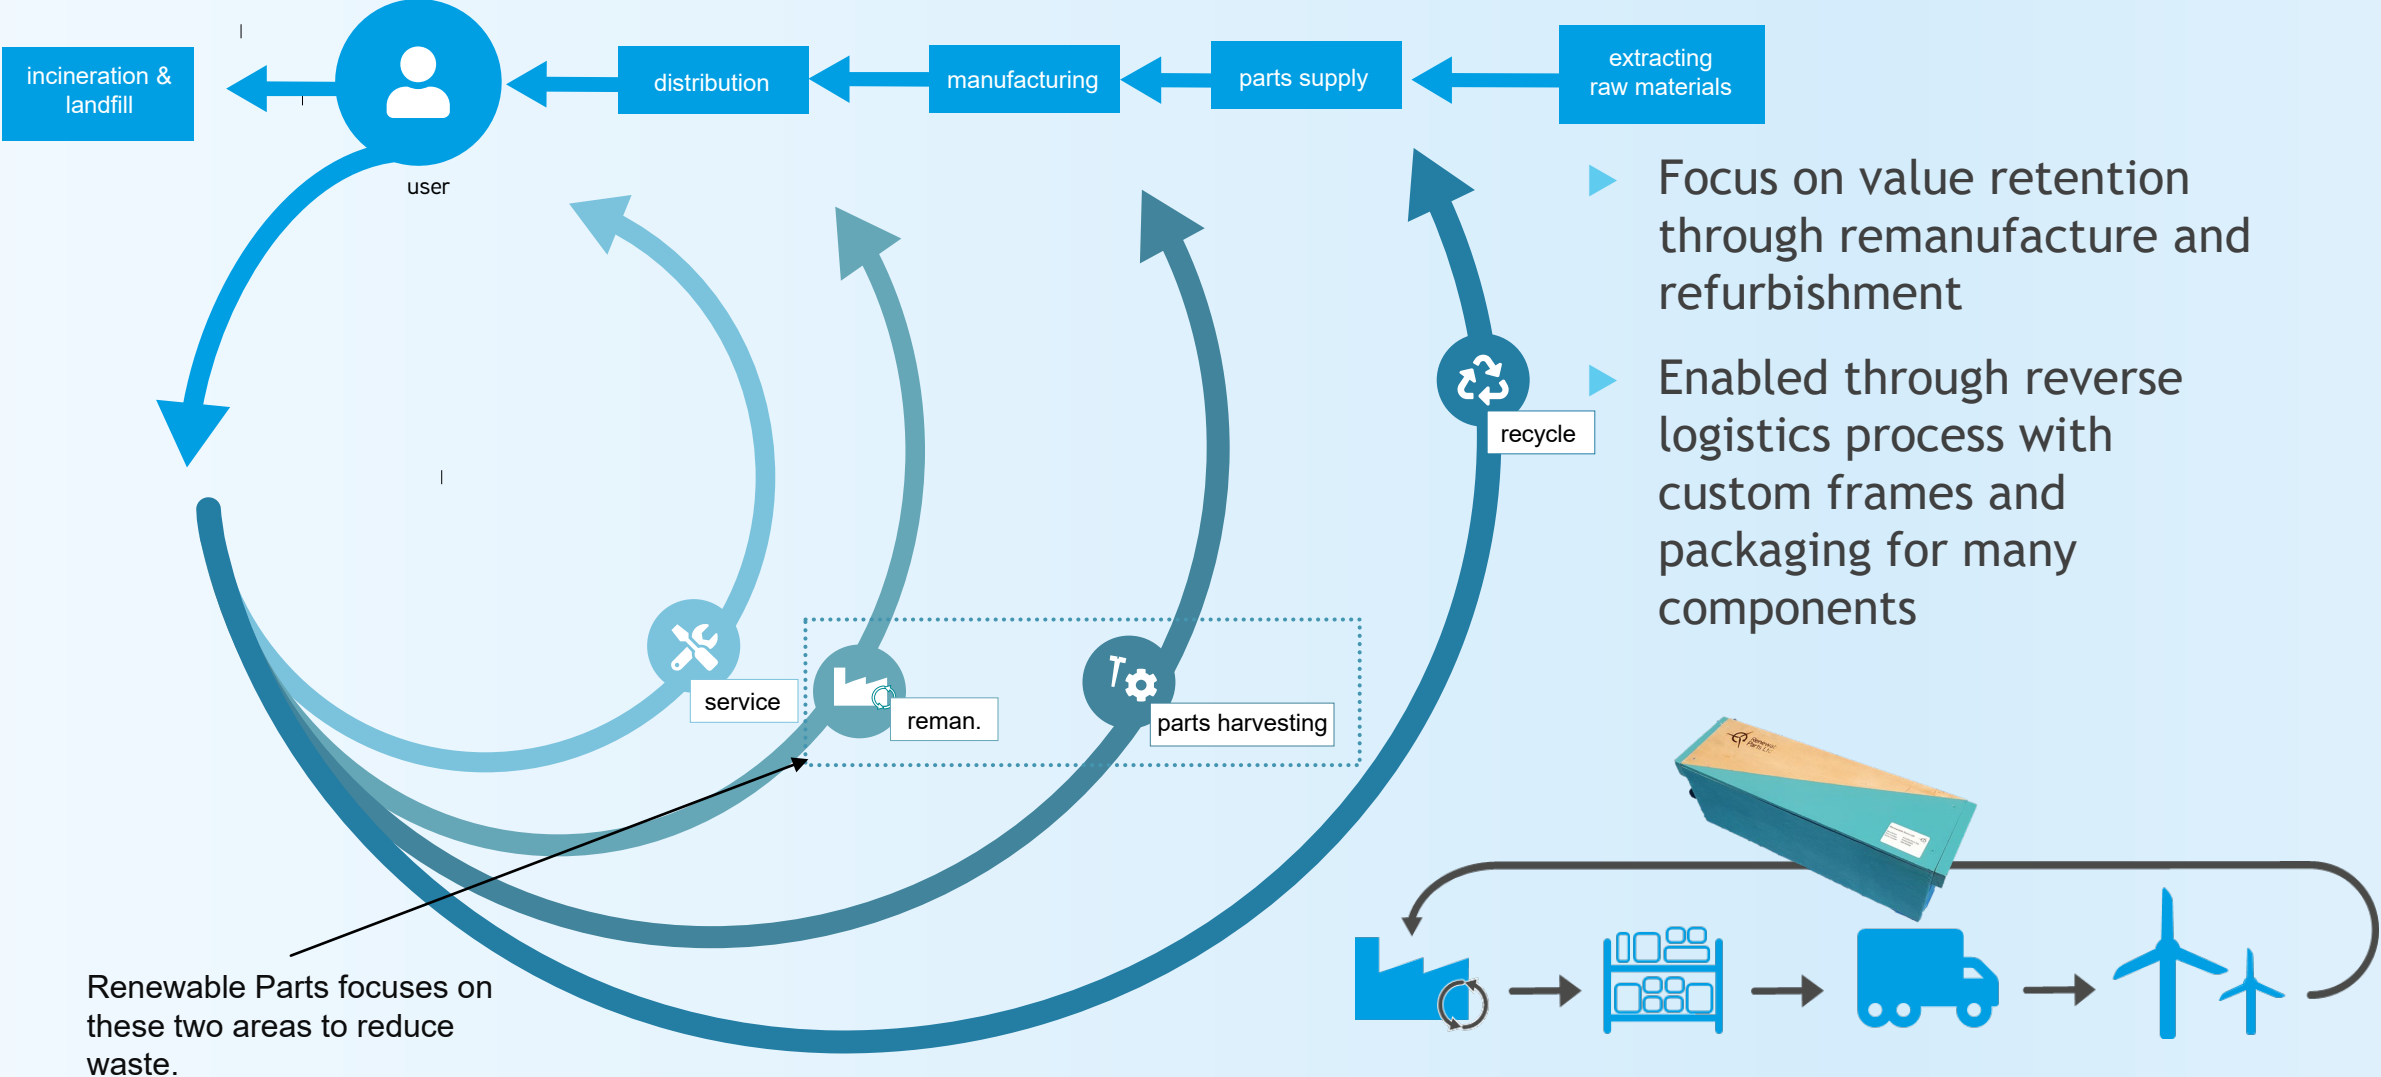 incineration &
landfill
distribution
manufacturing
parts supply
extracting
raw materials
user
Focus on value retention
through remanufacture and
refurbishment
Enabled through reverse
logistics process with
custom frames and
packaging for many
components
recycle
service
reman.
parts harvesting
Renewable Parts focuses on
these two areas to reduce
waste.